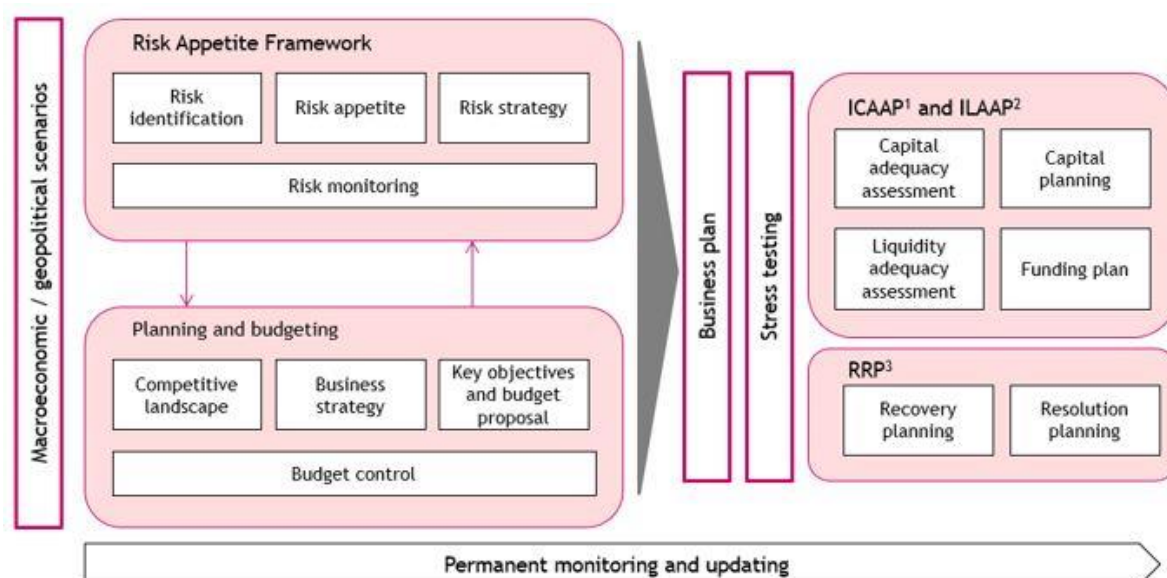 Macroeconomic / geopolitical scenarios
Risk Appetite Framework
Risk
identification
Risk appetite
Risk strategy
Risk monitoring
Planning and budgeting
Competitive
landscape
Business
strategy
Key objectives
and budget
proposal
Budget control
Business plan
Stress testing
ICAAP¹ and ILAAP²
Capital
adequacy
assessment
Capital
planning
Liquidity
adequacy
assessment
Funding plan
RRP³
Recovery
planning
Resolution
planning
Permanent monitoring and updating